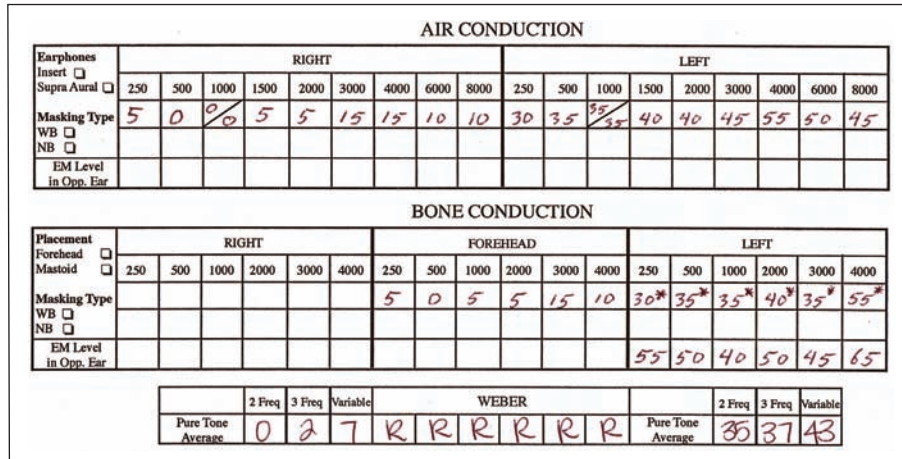 AIR CONDUCTION
Earphones RIGHT LEFT
Insert ☐
Supra Aural ☐ 250 500 1000 1500 2000 3000 4000 6000 8000 250 500 1000 1500 2000 3000 4000 6000 8000
Masking Type 5 0 0/0 5 5 15 15 10 10 30 35 35/35 40 40 45 55 50 45
WB ☐
NB ☐
EM Level
in Opp. Ear
BONE CONDUCTION
Placement RIGHT FOREHEAD LEFT
Forehead ☐
Mastoid ☐ 250 500 1000 2000 3000 4000 250 500 1000 2000 3000 4000 250 500 1000 2000 3000 4000
Masking Type 5 0 5 5 15 10 30* 35* 35* 40* 35* 55*
WB ☐
NB ☐
EM Level
in Opp. Ear 55 50 40 50 45 65
2 Freq 3 Freq Variable WEBER 2 Freq 3 Freq Variable
Pure Tone Average 0 2 7 R R R R R R Pure Tone Average 35 37 43